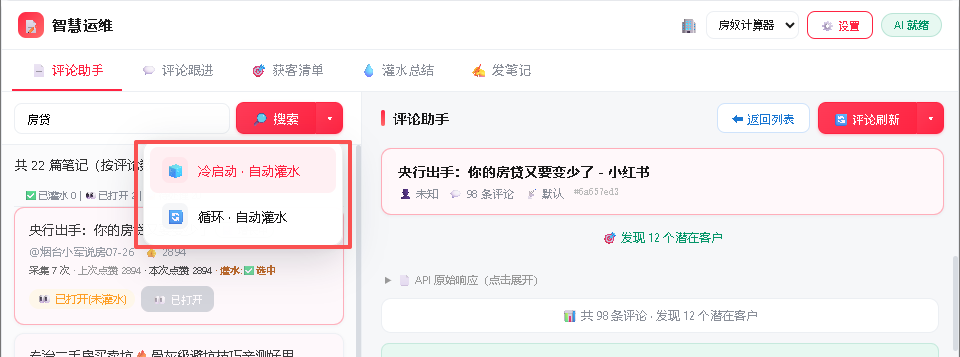 智慧运维
房奴计算器
设置
AI 就绪
评论助手
评论跟进
获客清单
灌水总结
发笔记
房贷
搜索
共 22 篇笔记（按评论
已灌水 0 | 已打开 2 |
冷启动 · 自动灌水
循环 · 自动灌水
央行出手：你的房贷
@烟台小军说房07-26 2894
采集 7 次 · 上次点赞 2894 · 本次点赞 2894 · 灌水: 选中
已打开(未灌水)
已打开
评论助手
返回列表
评论刷新
央行出手：你的房贷又要变少了 - 小红书
未知 98 条评论 默认 #6a657ed3
发现 12 个潜在客户
API 原始响应（点击展开）
共 98 条评论 · 发现 12 个潜在客户